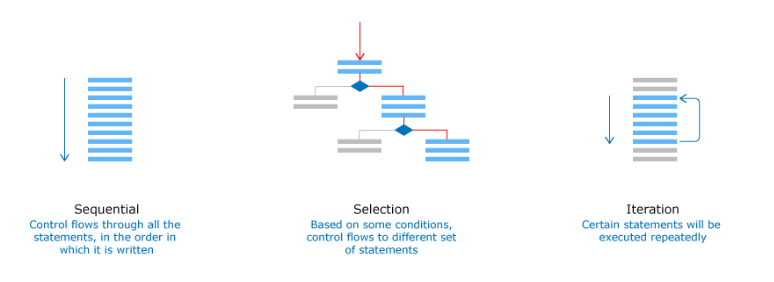 Sequential
Control flows through all the
statements, in the order in
which it is written
Selection
Based on some conditions,
control flows to different set
of statements
Iteration
Certain statements will be
executed repeatedly